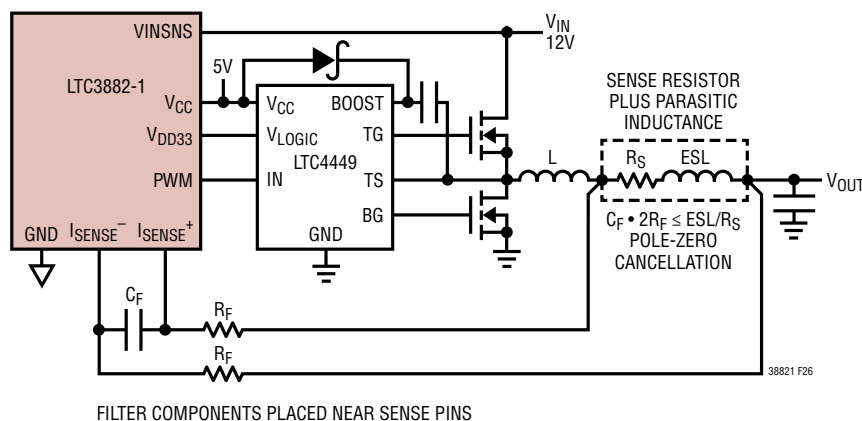 VINSNS
LTC3882-1
VCC
VDD33
PWM
GND
ISENSE–
ISENSE+
5V
VCC
BOOST
VLOGIC
TG
LTC4449
IN
TS
BG
GND
VIN
12V
SENSE RESISTOR
PLUS PARASITIC
INDUCTANCE
L
RS
ESL
VOUT
CF • 2RF ≤ ESL/RS
POLE-ZERO
CANCELLATION
CF
RF
RF
38821 F26
FILTER COMPONENTS PLACED NEAR SENSE PINS